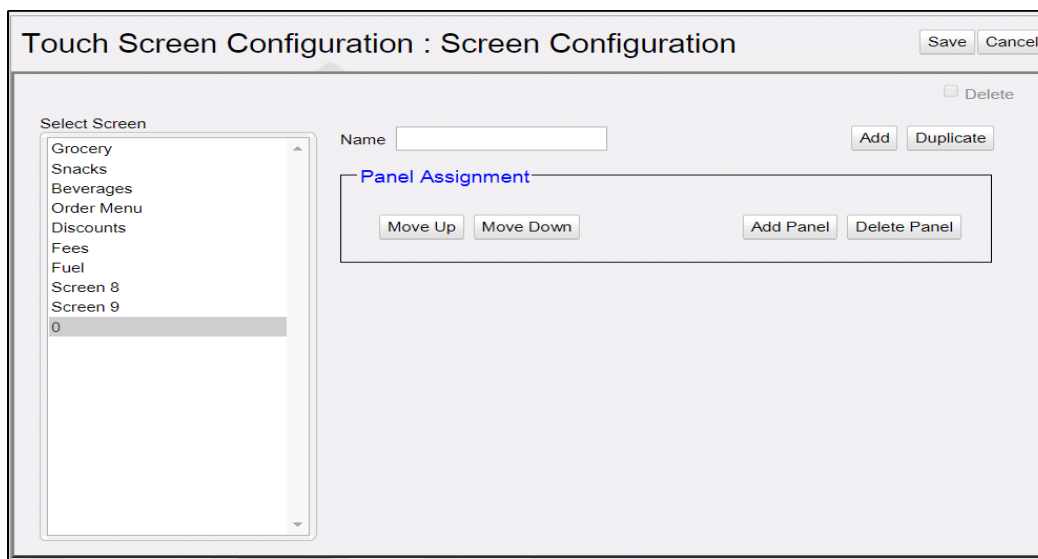 Touch Screen Configuration : Screen Configuration
Save Cancel
Delete
Select Screen
Grocery
Snacks
Beverages
Order Menu
Discounts
Fees
Fuel
Screen 8
Screen 9
0
Name
Add Duplicate
Panel Assignment
Move Up Move Down Add Panel Delete Panel